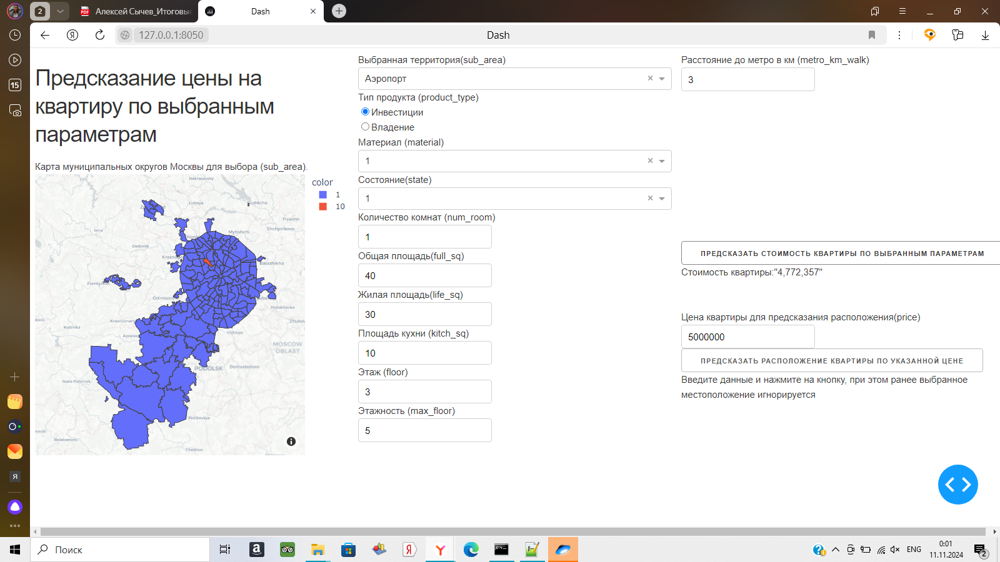 2
Алексей Сычев_Итоговые
Dash
127.0.0.1:8050
Dash
15
Предсказание цены на
квартиру по выбранным
параметрам
Карта муниципальных округов Москвы для выбора (sub_area).
color
1
10
Nekrasovsky
Lobnya
Pushkino
Fryazino
Shchyolkovo
Istra
Mytishchi
Dedovsk
Balashikha
Zvenigorod
Odintsovo
Malakhovka
Krasnoznam
Kubinka
Aprelev
Vidnoje
MOSCOW
OBLAST
Domodedovo
PODOLSK
Naro-Fominsk
Stolbovaya
Balabanovo
Chekhov
Выбранная территория(sub_area)
Аэропорт
Тип продукта (product_type)
Инвестиции
Владение
Материал (material)
1
Состояние(state)
1
Количество комнат (num_room)
1
Общая площадь(full_sq)
40
Жилая площадь(life_sq)
30
Площадь кухни (kitch_sq)
10
Этаж (floor)
3
Этажность (max_floor)
5
Расстояние до метро в км (metro_km_walk)
3
ПРЕДСКАЗАТЬ СТОИМОСТЬ КВАРТИРЫ ПО ВЫБРАННЫМ ПАРАМЕТРАМ
Стоимость квартиры:"4,772,357"
Цена квартиры для предсказания расположения(price)
5000000
ПРЕДСКАЗАТЬ РАСПОЛОЖЕНИЕ КВАРТИРЫ ПО УКАЗАННОЙ ЦЕНЕ
Введите данные и нажмите на кнопку, при этом ранее выбранное
местоположение игнорируется
Поиск
ENG
0:01
11.11.2024
2